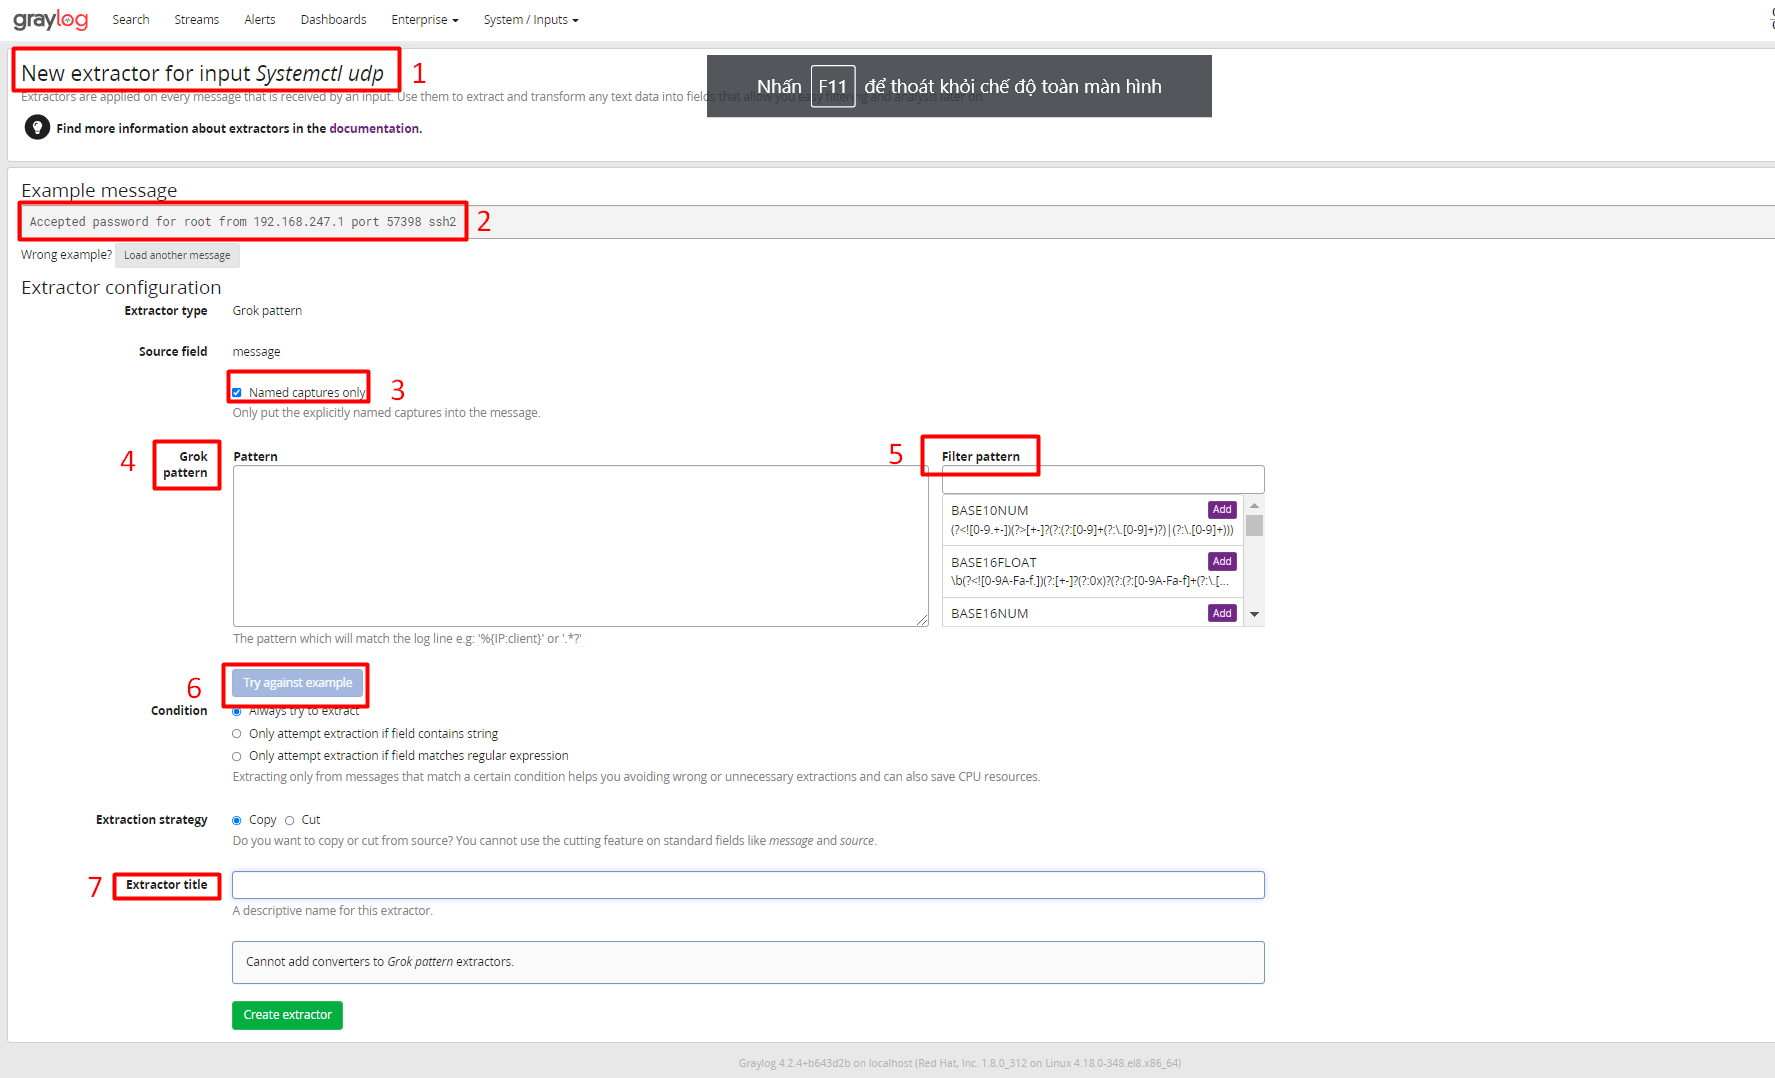 graylog Search Streams Alerts Dashboards Enterprise System / Inputs
New extractor for input Systemctl udp 1
Nhấn F11 để thoát khỏi chế độ toàn màn hình
Extractors are applied on every message that is received by an input. Use them to extract and transform any text data into fields that allow you easy filtering and analysis later on.
Find more information about extractors in the documentation.
Example message
Accepted password for root from 192.168.247.1 port 57398 ssh2 2
Wrong example? Load another message
Extractor configuration
Extractor type Grok pattern
Source field message
Named captures only 3
Only put the explicitly named captures into the message.
4 Grok pattern Pattern 5 Filter pattern
BASE10NUM Add
(?<![0-9.+-])(?>[+-]?(?:(?:[0-9]+(?:\.[0-9]+)?)|(?:\.[0-9]+)))
BASE16FLOAT Add
\b(?<![0-9A-Fa-f.])(?:[+-]?(?:0x)?(?:(?:[0-9A-Fa-f]+(?:\.[...
BASE16NUM Add
The pattern which will match the log line e.g: '%{IP:client}' or '.*?'
6 Try against example
Condition Always try to extract
Only attempt extraction if field contains string
Only attempt extraction if field matches regular expression
Extracting only from messages that match a certain condition helps you avoiding wrong or unnecessary extractions and can also save CPU resources.
Extraction strategy Copy Cut
Do you want to copy or cut from source? You cannot use the cutting feature on standard fields like message and source.
7 Extractor title
A descriptive name for this extractor.
Cannot add converters to Grok pattern extractors.
Create extractor
Graylog 4.2.4+b643d2b on localhost (Red Hat, Inc. 1.8.0_312 on Linux 4.18.0-348.el8.x86_64)